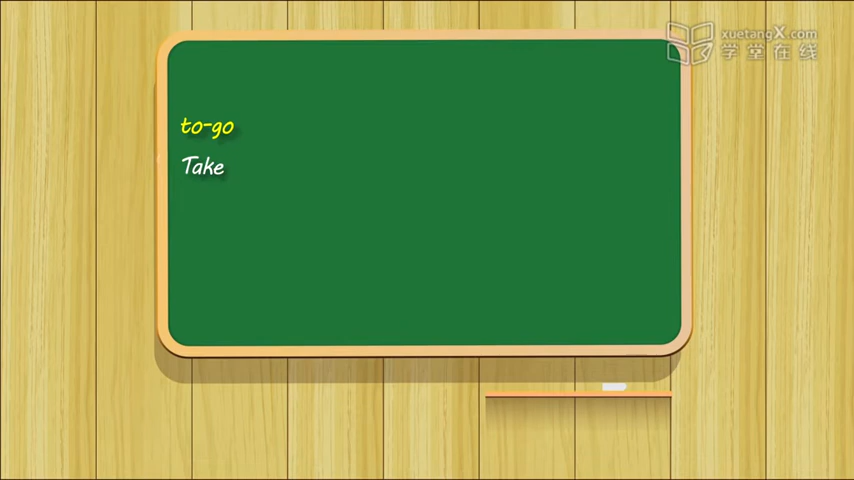 xuetangX.com
学堂在线
to-go
Take